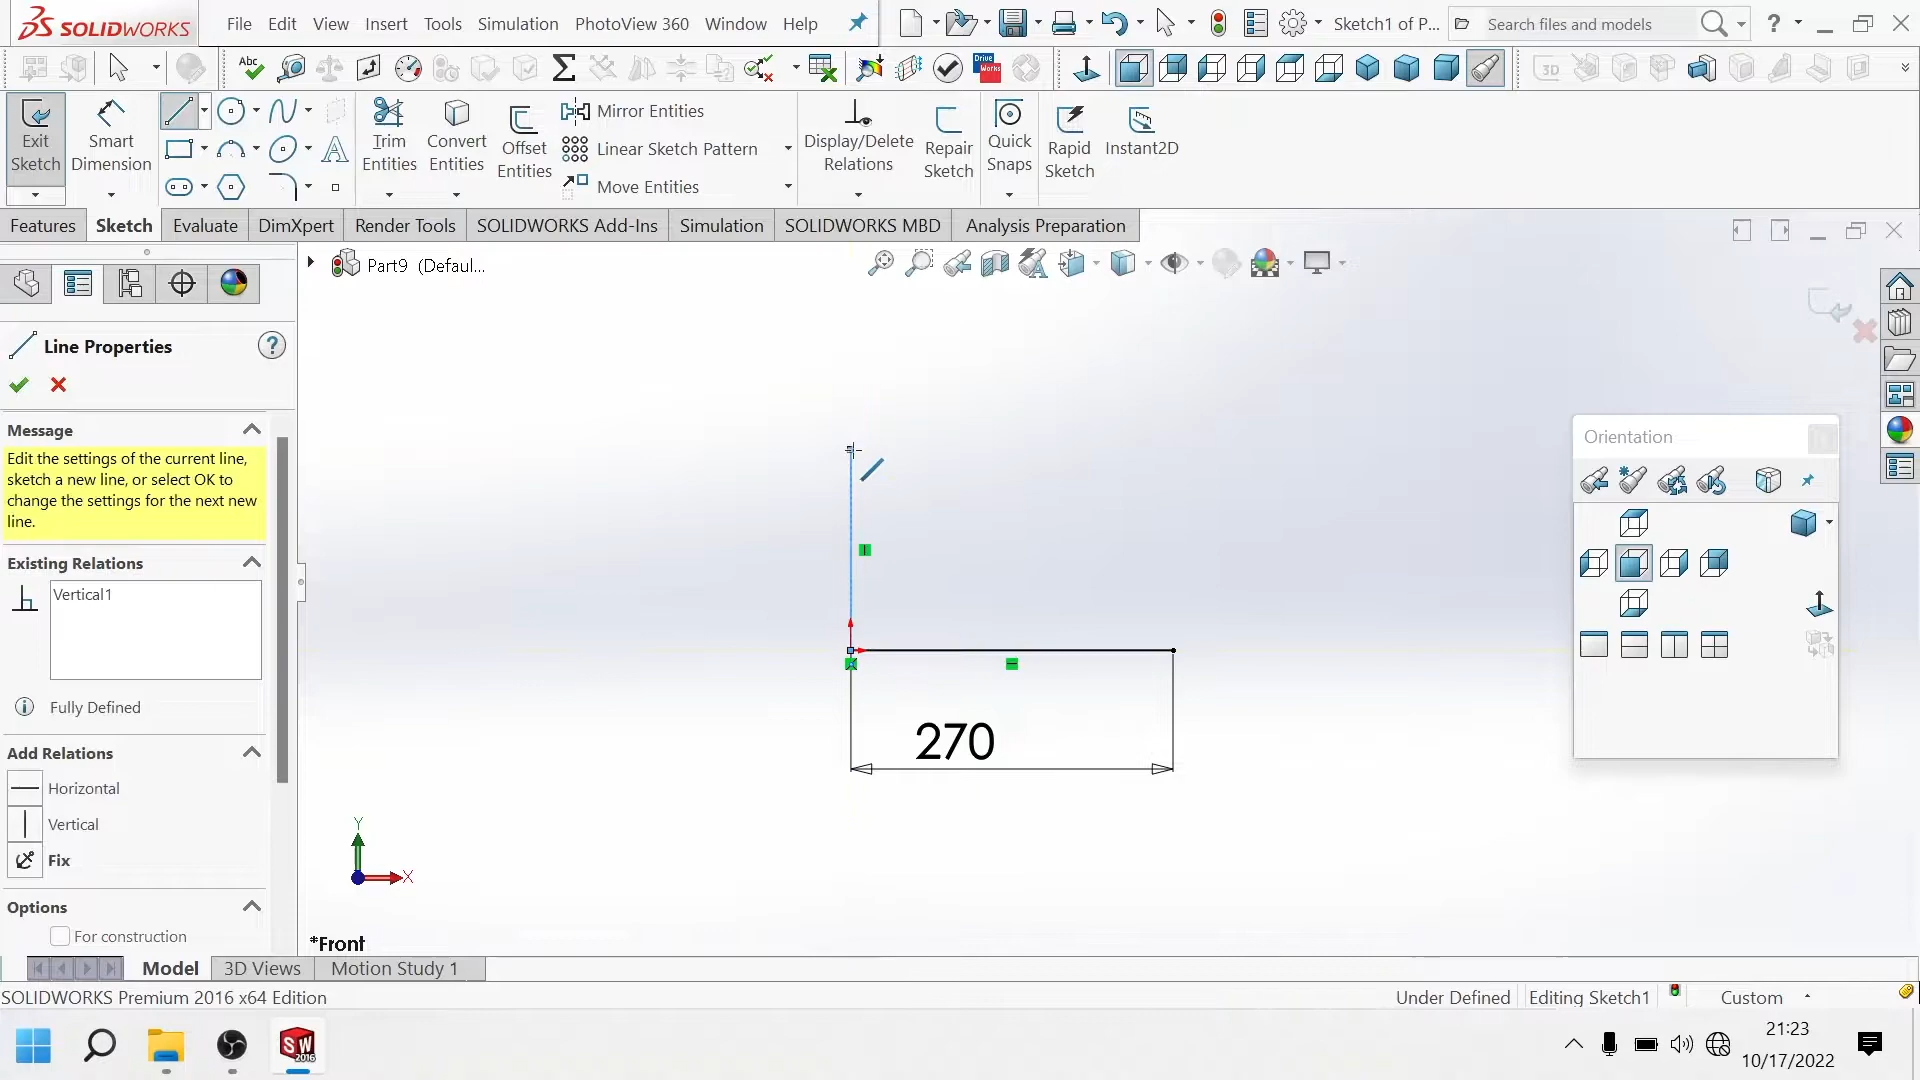 SOLIDWORKS
File Edit View Insert Tools Simulation PhotoView 360 Window Help
Sketch1 of P...
Search files and models
?
Abc
Drive
Works
3D
Exit
Sketch
Smart
Dimension
Trim
Entities
Convert
Entities
Offset
Entities
Mirror Entities
Linear Sketch Pattern
Move Entities
Display/Delete
Relations
Repair
Sketch
Quick
Snaps
Rapid
Sketch
Instant2D
Features Sketch Evaluate DimXpert Render Tools SOLIDWORKS Add-Ins Simulation SOLIDWORKS MBD Analysis Preparation
Part9 (Defaul...
Line Properties
?
Message
Edit the settings of the current line,
sketch a new line, or select OK to
change the settings for the next new
line.
Existing Relations
Vertical1
Fully Defined
Add Relations
Horizontal
Vertical
Fix
Options
For construction
Orientation
270
Y
X
*Front
Model 3D Views Motion Study 1
SOLIDWORKS Premium 2016 x64 Edition
Under Defined Editing Sketch1 Custom
SW
2016
21:23
10/17/2022